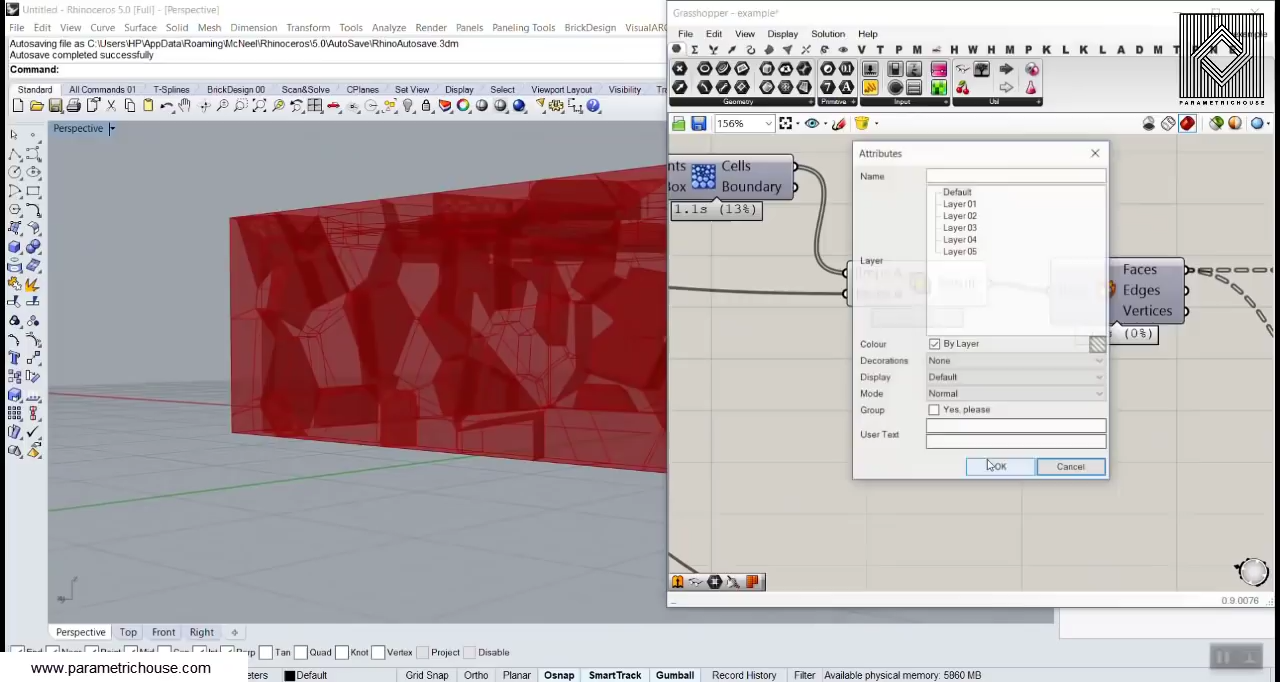 Untitled - Rhinoceros 5.0 [Full] - [Perspective]
File Edit View Curve Surface Solid Mesh Dimension Transform Tools Analyze Render Panels Paneling Tools BrickDesign VisualARQ
Autosaving file as C:\Users\HP\AppData\Roaming\McNeel\Rhinoceros\5.0\AutoSave\RhinoAutosave.3dm
Autosave completed successfully
Command:
Standard All Commands 01 T-Splines BrickDesign 00 Scan&Solve CPlanes Set View Display Select Viewport Layout Visibility
Perspective
Grasshopper - example*
File Edit View Display Solution Help
V T P M H W H M P K L A D M T
Geometry Primitive Input Util
PARAMETRICHOUSE
156%
Cells
Box Boundary
1.1s (13%)
Attributes
Name
Default
Layer 01
Layer 02
Layer 03
Layer 04
Layer 05
Layer
Colour By Layer
Decorations None
Display Default
Mode Normal
Group Yes, please
User Text
OK Cancel
Faces
Edges
Vertices
(0%)
0.9.0076
Perspective Top Front Right
Tan Quad Knot Vertex Project Disable
www.parametrichouse.com
Default Grid Snap Ortho Planar Osnap SmartTrack Gumball Record History Filter Available physical memory: 5860 MB